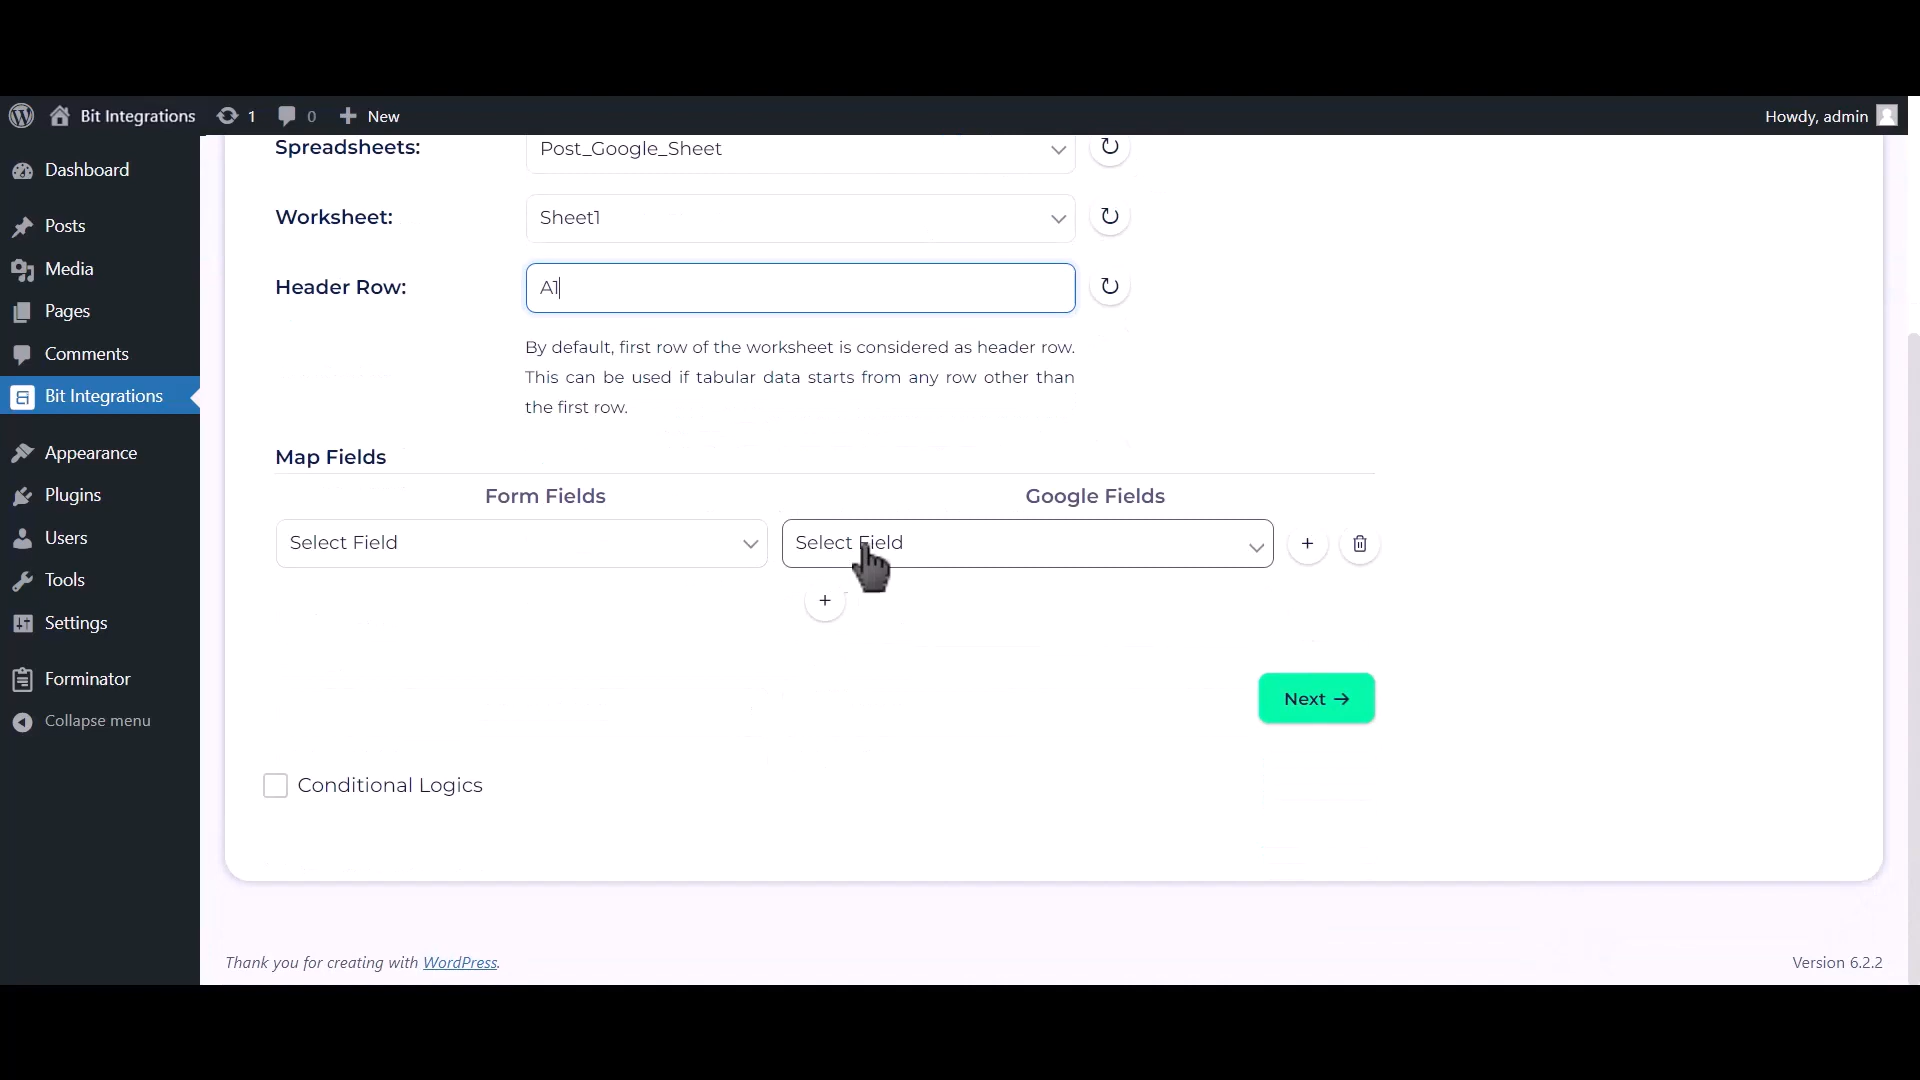 Bit Integrations 1 0 New Howdy, admin
Dashboard
Posts
Media
Pages
Comments
Bit Integrations
Appearance
Plugins
Users
Tools
Settings
Forminator
Collapse menu
Spreadsheets: Post_Google_Sheet
Worksheet: Sheet1
Header Row: A1
By default, first row of the worksheet is considered as header row.
This can be used if tabular data starts from any row other than
the first row.
Map Fields
Form Fields Google Fields
Select Field Select Field
Next →
Conditional Logics
Thank you for creating with WordPress. Version 6.2.2